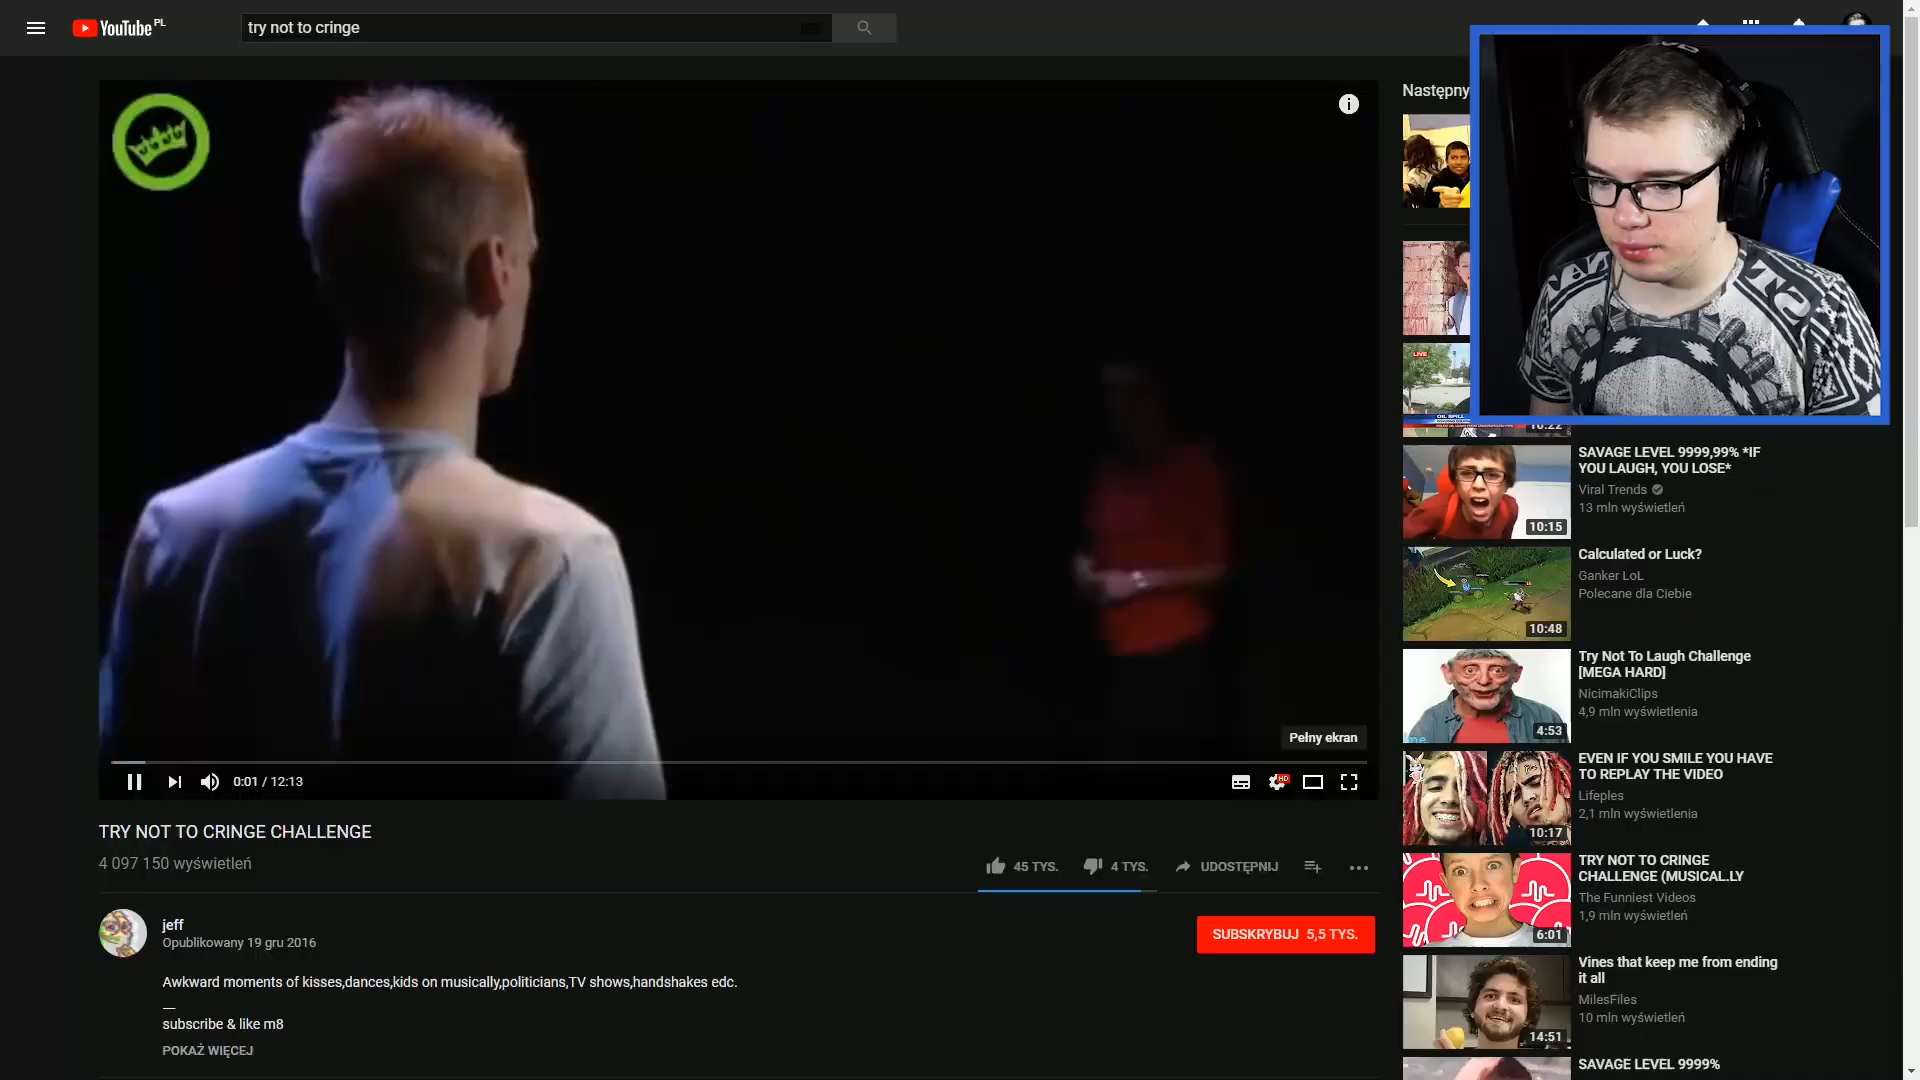 YouTube PL
try not to cringe
Następny
LIVE
OIL SPILL
10:22
SAVAGE LEVEL 9999,99% *IF
YOU LAUGH, YOU LOSE*
Viral Trends
13 mln wyświetleń
10:15
Calculated or Luck?
Ganker LoL
Polecane dla Ciebie
10:48
Try Not To Laugh Challenge
[MEGA HARD]
NicimakiClips
4,9 mln wyświetlenia
4:53
EVEN IF YOU SMILE YOU HAVE
TO REPLAY THE VIDEO
Lifeples
2,1 mln wyświetlenia
10:17
TRY NOT TO CRINGE
CHALLENGE (MUSICAL.LY
The Funniest Videos
1,9 mln wyświetleń
6:01
Vines that keep me from ending
it all
MilesFiles
10 mln wyświetleń
14:51
SAVAGE LEVEL 9999%
Pełny ekran
0:01 / 12:13
HD
TRY NOT TO CRINGE CHALLENGE
4 097 150 wyświetleń
45 TYS.
4 TYS.
UDOSTĘPNIJ
jeff
Opublikowany 19 gru 2016
SUBSKRYBUJ 5,5 TYS.
Awkward moments of kisses,dances,kids on musically,politicians,TV shows,handshakes edc.
—
subscribe & like m8
POKAŻ WIĘCEJ